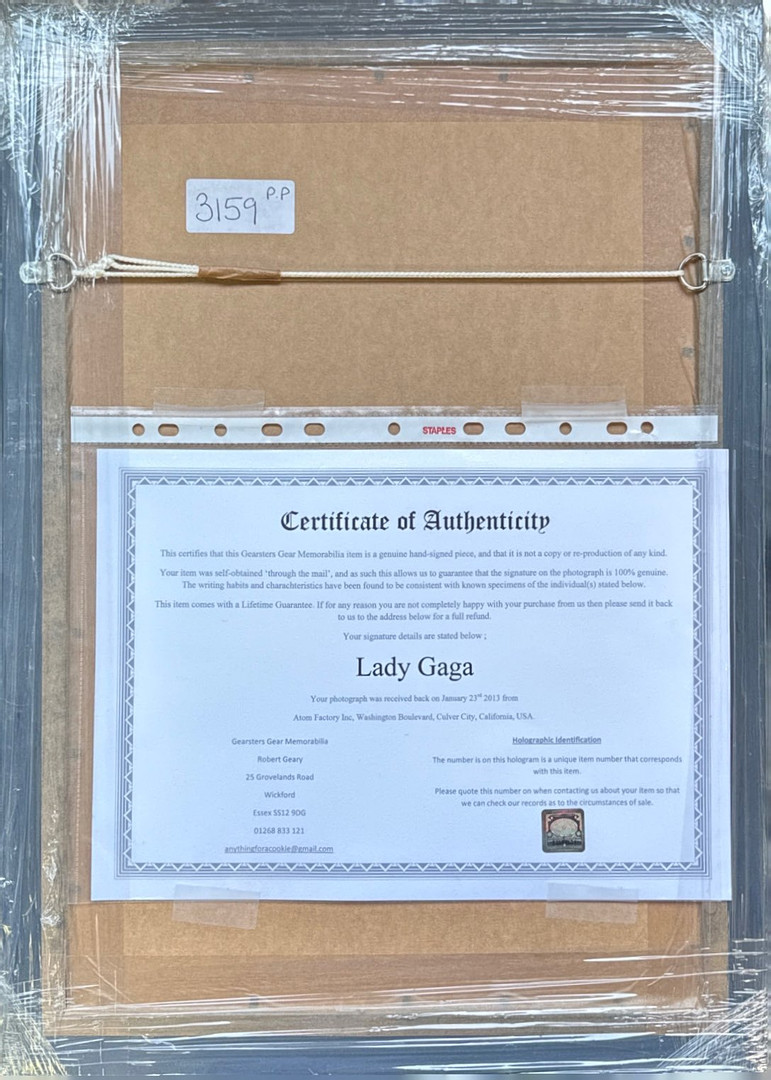 3159 P.P
STAPLES
Certificate of Authenticity
This certifies that this Gearsters Gear Memorabilia item is a genuine hand-signed piece, and that it is not a copy or re-production of any kind.
Your item was self-obtained 'through the mail', and as such this allows us to guarantee that the signature on the photograph is 100% genuine.
The writing habits and charachteristics have been found to be consistent with known specimens of the individual(s) stated below.
This item comes with a Lifetime Guarantee. If for any reason you are not completely happy with your purchase from us then please send it back
to us to the address below for a full refund.
Your signature details are stated below ;
Lady Gaga
Your photograph was received back on January 23rd 2013 from
Atom Factory Inc, Washington Boulevard, Culver City, California, USA.
Gearsters Gear Memorabilia
Robert Geary
25 Grovelands Road
Wickford
Essex SS12 9DG
01268 833 121
anythingforacookie@gmail.com
Holographic Identification
The number is on this hologram is a unique item number that corresponds
with this item.
Please quote this number on when contacting us about your item so that
we can check our records as to the circumstances of sale.